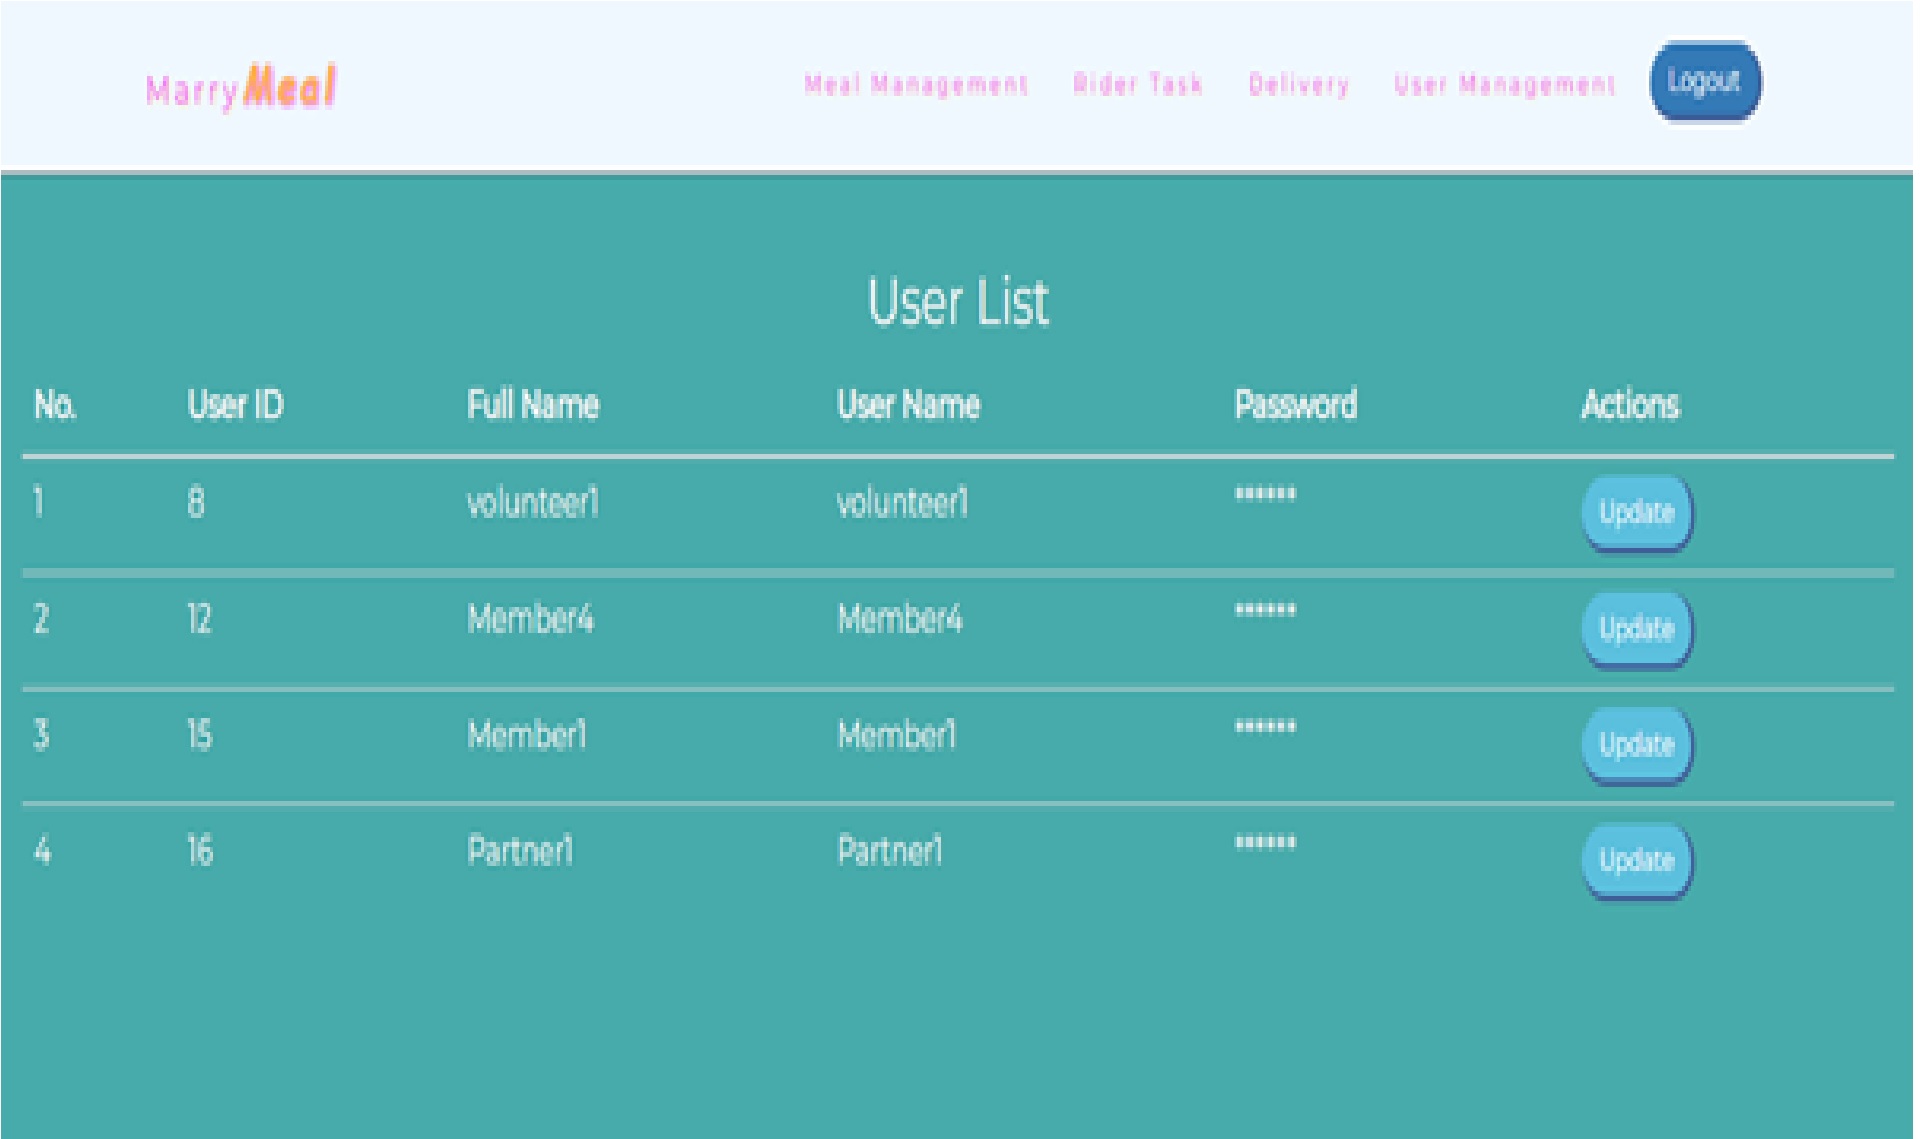 MarryMeal Meal Management Rider Task Delivery User Management Logout
User List
No. User ID Full Name User Name Password Actions
1 8 volunteer1 volunteer1 ****** Update
2 12 Member4 Member4 ****** Update
3 15 Member1 Member1 ****** Update
4 16 Partner1 Partner1 ****** Update